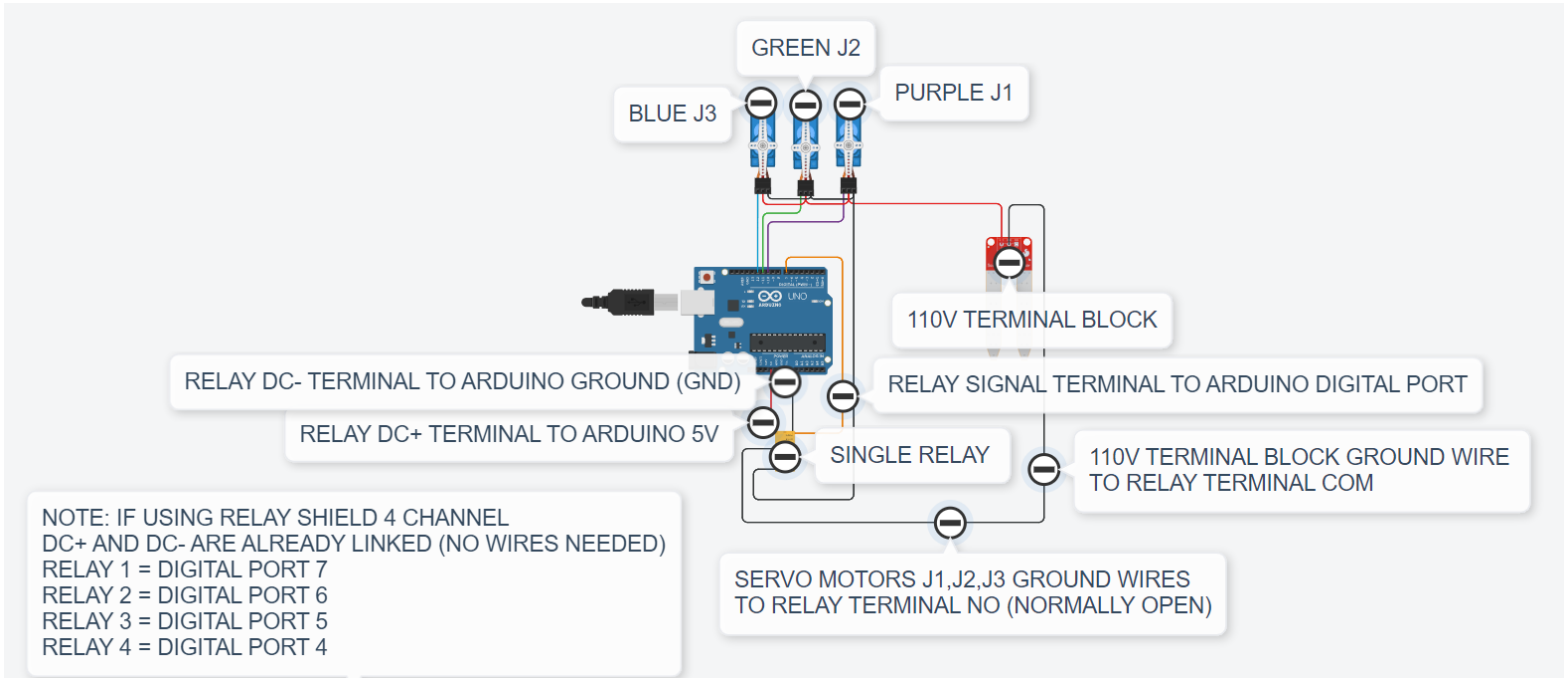 GREEN J2
PURPLE J1
BLUE J3
UNO
ARDUINO
110V TERMINAL BLOCK
RELAY DC- TERMINAL TO ARDUINO GROUND (GND)
RELAY SIGNAL TERMINAL TO ARDUINO DIGITAL PORT
RELAY DC+ TERMINAL TO ARDUINO 5V
SINGLE RELAY
110V TERMINAL BLOCK GROUND WIRE
TO RELAY TERMINAL COM
NOTE: IF USING RELAY SHIELD 4 CHANNEL
DC+ AND DC- ARE ALREADY LINKED (NO WIRES NEEDED)
RELAY 1 = DIGITAL PORT 7
RELAY 2 = DIGITAL PORT 6
RELAY 3 = DIGITAL PORT 5
RELAY 4 = DIGITAL PORT 4
SERVO MOTORS J1,J2,J3 GROUND WIRES
TO RELAY TERMINAL NO (NORMALLY OPEN)